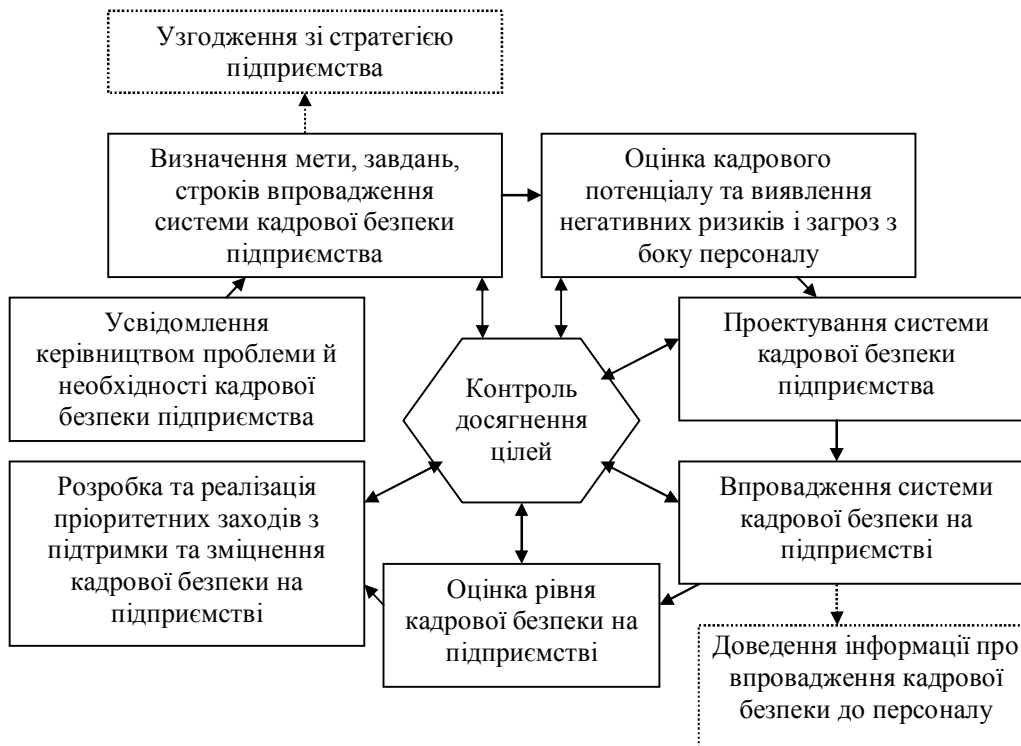 Узгодження зі стратегією
підприємства
Визначення мети, завдань,
строків впровадження
системи кадрової безпеки
підприємства
Оцінка кадрового
потенціалу та виявлення
негативних ризиків і загроз з
боку персоналу
Усвідомлення
керівництвом проблеми й
необхідності кадрової
безпеки підприємства
Контроль
досягнення
цілей
Проектування системи
кадрової безпеки
підприємства
Розробка та реалізація
пріоритетних заходів з
підтримки та зміцнення
кадрової безпеки на
підприємстві
Впровадження системи
кадрової безпеки на
підприємстві
Оцінка рівня
кадрової безпеки на
підприємстві
Доведення інформації про
впровадження кадрової
безпеки до персоналу